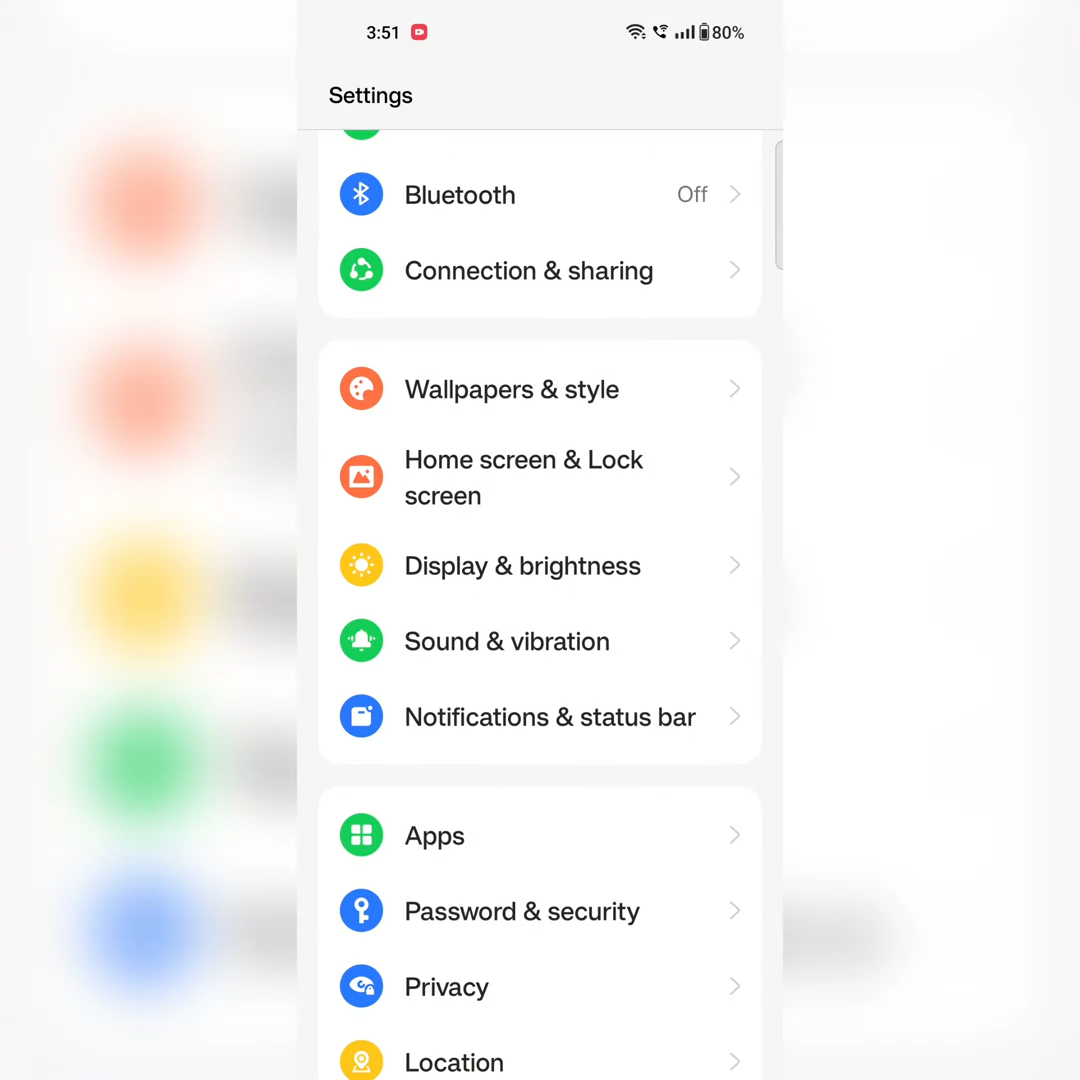 3:51 80%
Settings
Bluetooth Off
Connection & sharing
Wallpapers & style
Home screen & Lock
screen
Display & brightness
Sound & vibration
Notifications & status bar
Apps
Password & security
Privacy
Location